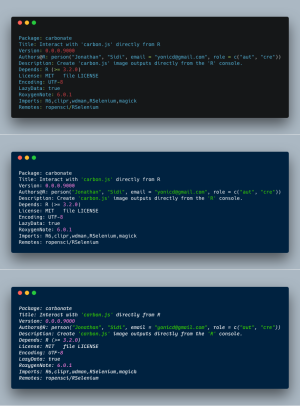 Package: carbonate
Title: Interact with 'carbon.js' directly from R
Version: 0.0.0.9000
Authors@R: person("Jonathan", "Sidi", email = "yonicd@gmail.com", role = c("aut", "cre"))
Description: Create 'carbon.js' image outputs directly from the 'R' console.
Depends: R (>= 3.2.0)
License: MIT   file LICENSE
Encoding: UTF-8
LazyData: true
RoxygenNote: 6.0.1
Imports: R6,clipr,wdman,RSelenium,magick
Remotes: ropensci/RSelenium
Package: carbonate
Title: Interact with 'carbon.js' directly from R
Version: 0.0.0.9000
Authors@R: person("Jonathan", "Sidi", email = "yonicd@gmail.com", role = c("aut", "cre"))
Description: Create 'carbon.js' image outputs directly from the 'R' console.
Depends: R (>= 3.2.0)
License: MIT   file LICENSE
Encoding: UTF-8
LazyData: true
RoxygenNote: 6.0.1
Imports: R6,clipr,wdman,RSelenium,magick
Remotes: ropensci/RSelenium
Package: carbonate
Title: Interact with 'carbon.js' directly from R
Version: 0.0.0.9000
Authors@R: person("Jonathan", "Sidi", email = "yonicd@gmail.com", role = c("aut", "cre"))
Description: Create 'carbon.js' image outputs directly from the 'R' console.
Depends: R (>= 3.2.0)
License: MIT   file LICENSE
Encoding: UTF-8
LazyData: true
RoxygenNote: 6.0.1
Imports: R6,clipr,wdman,RSelenium,magick
Remotes: ropensci/RSelenium